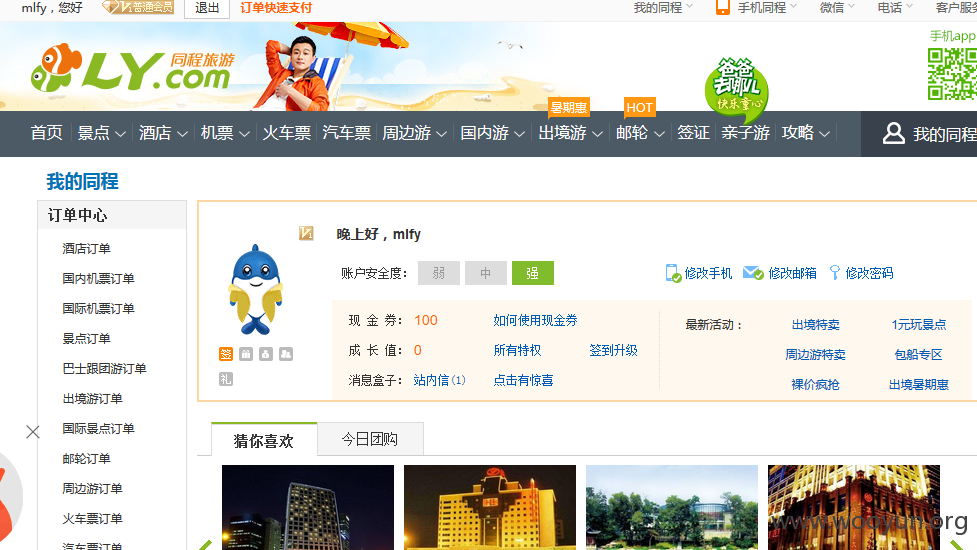 mlfy，您好 V1普通会员 退出 订单快速支付 我的同程 手机同程 微信 电话 客户服务
LY.com 同程旅游
爸爸去哪儿 快乐童心
手机app
暑期惠 HOT
首页 景点 酒店 机票 火车票 汽车票 周边游 国内游 出境游 邮轮 签证 亲子游 攻略 我的同程
我的同程
订单中心
酒店订单
国内机票订单
国际机票订单
景点订单
巴士跟团游订单
出境游订单
国际景点订单
邮轮订单
周边游订单
火车票订单
汽车票订单
V1 晚上好，mlfy
账户安全度： 弱 中 强 修改手机 修改邮箱 修改密码
签
礼
现 金 券： 100 如何使用现金券
成 长 值： 0 所有特权 签到升级
消息盒子： 站内信(1) 点击有惊喜
最新活动： 出境特卖 1元玩景点
周边游特卖 包船专区
裸价疯抢 出境暑期惠
猜你喜欢 今日团购
www.wooyun.org